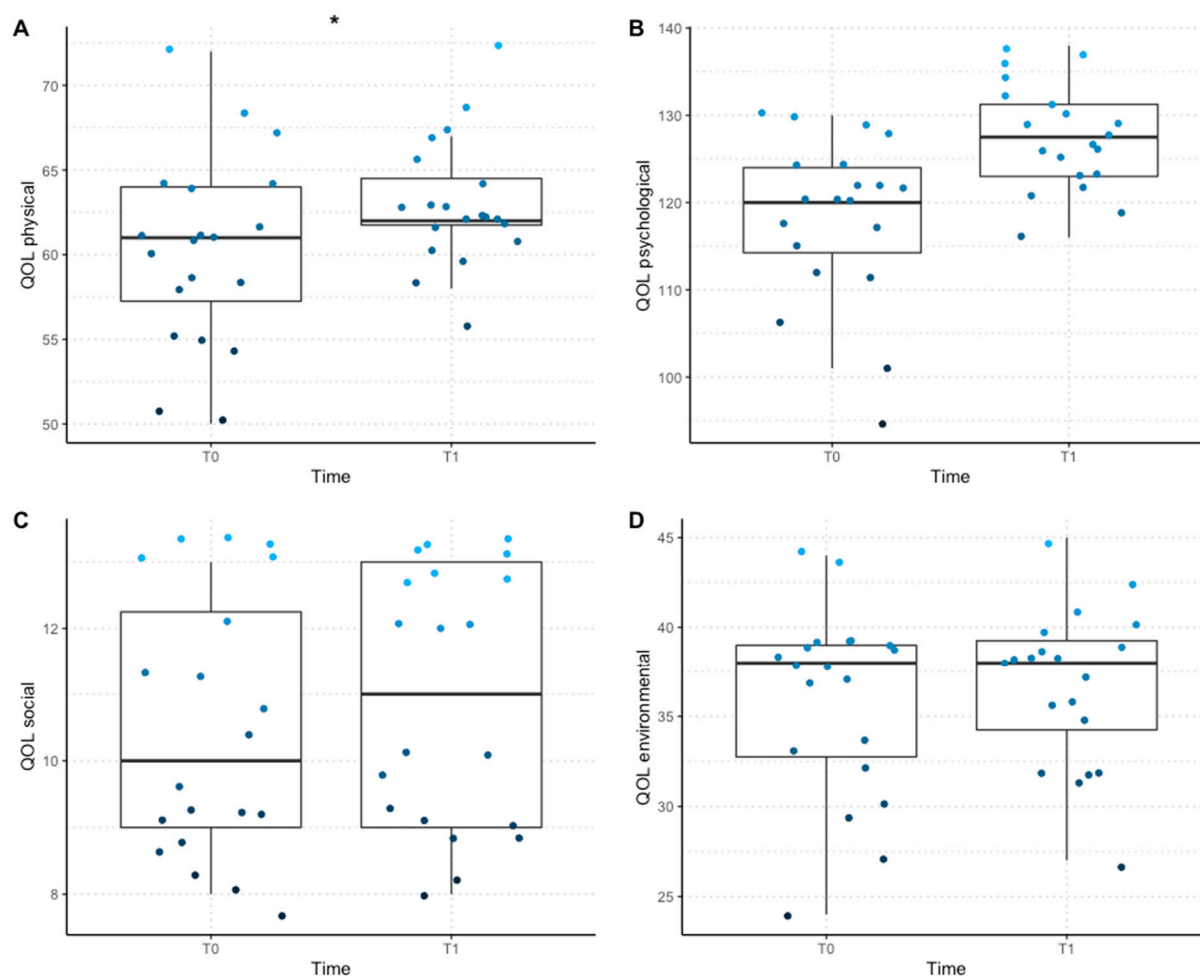 A
*
QOL physical
70
65
60
55
50
T0
T1
Time
B
QOL psychological
140
130
120
110
100
T0
T1
Time
C
QOL social
12
10
8
T0
T1
Time
D
QOL environmental
45
40
35
30
25
T0
T1
Time